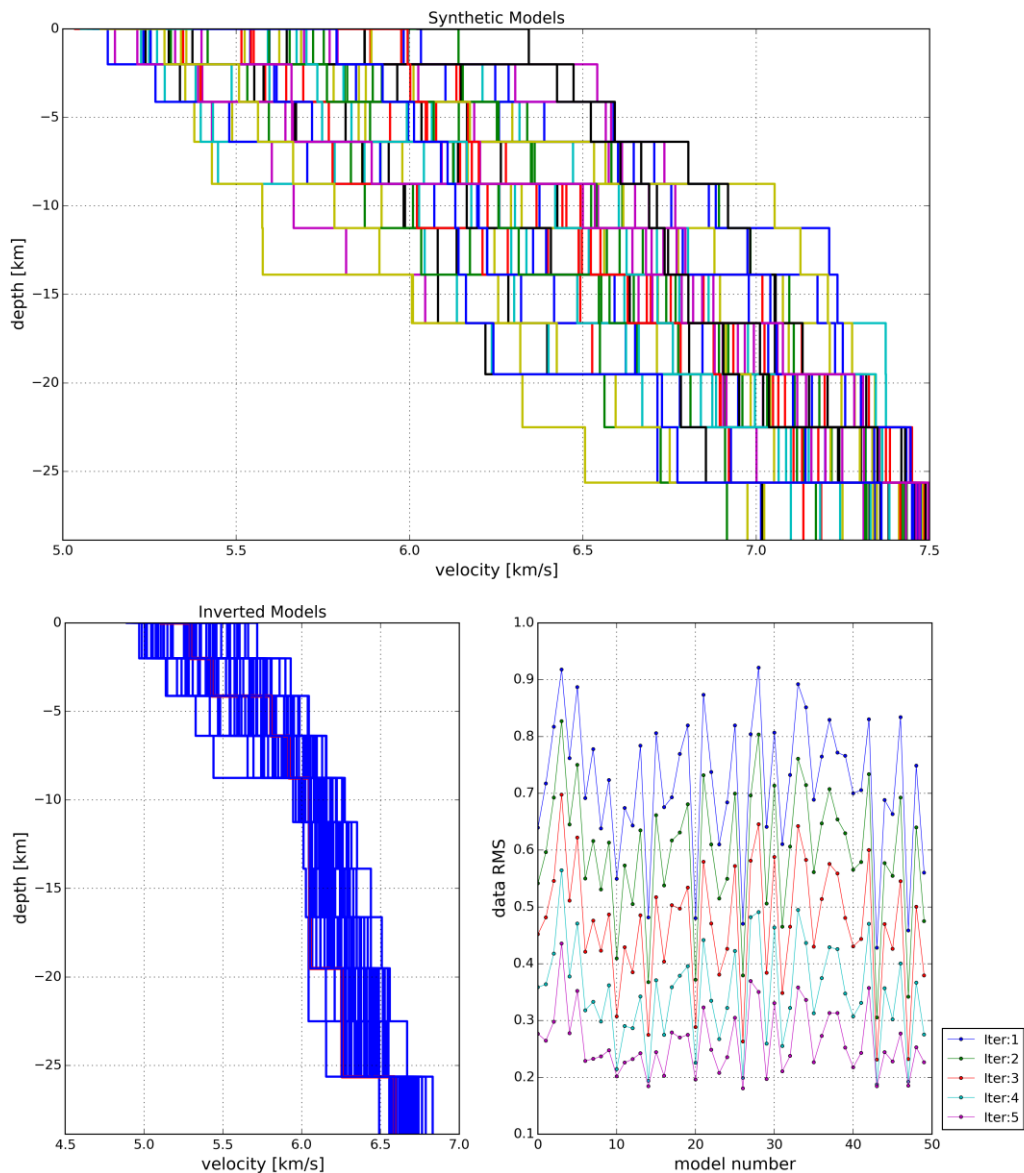 Synthetic Models
0
−5
−10
−15
−20
−25
depth [km]
5.0 5.5 6.0 6.5 7.0 7.5
velocity [km/s]
Inverted Models
0
−5
−10
−15
−20
−25
depth [km]
4.5 5.0 5.5 6.0 6.5 7.0
velocity [km/s]
1.0
0.9
0.8
0.7
0.6
0.5
0.4
0.3
0.2
0.1
data RMS
0 10 20 30 40 50
model number
Iter:1
Iter:2
Iter:3
Iter:4
Iter:5